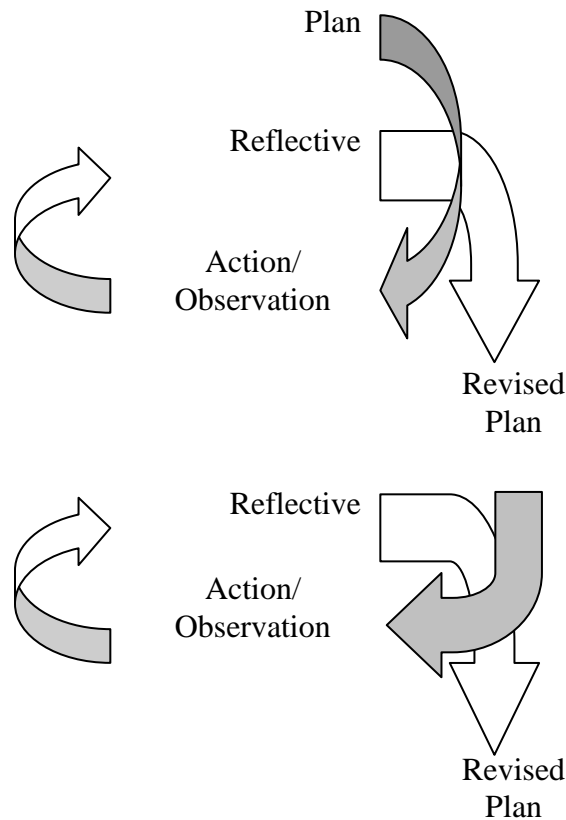 Plan
Reflective
Action/
Observation
Revised
Plan
Reflective
Action/
Observation
Revised
Plan